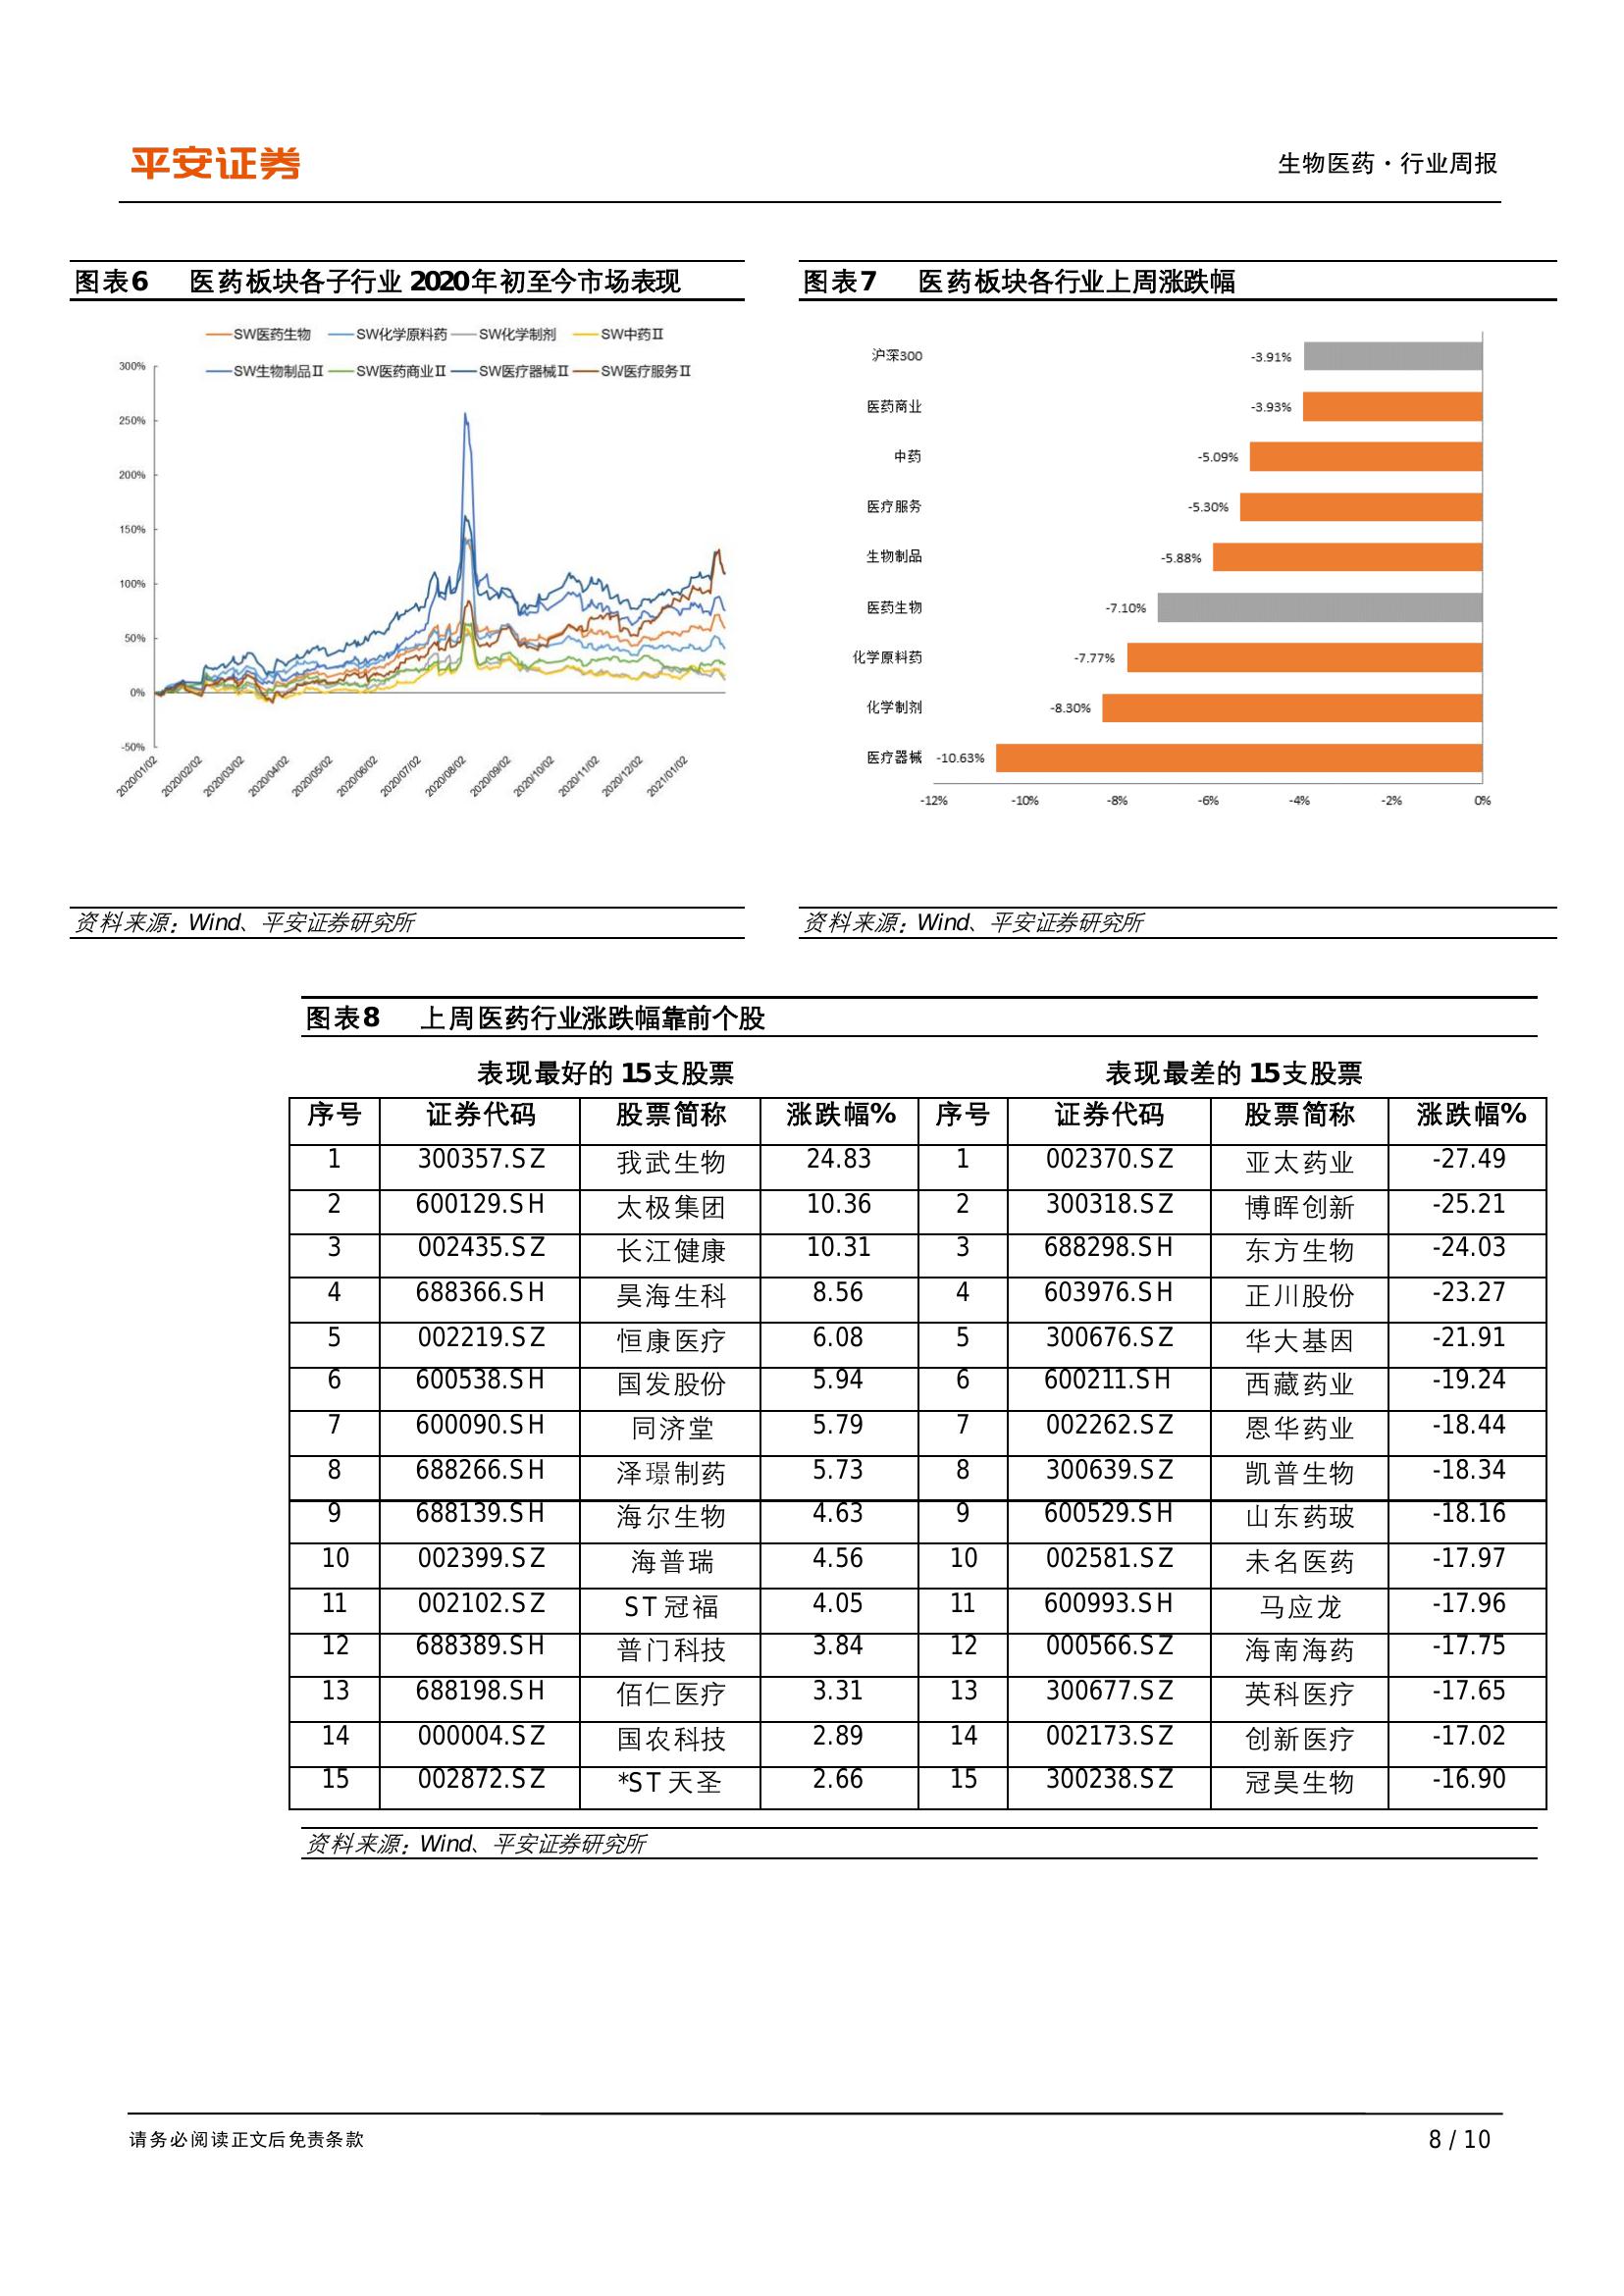 平安证券
生物医药·行业周报
图表6 医药板块各子行业2020年初至今市场表现
SW医药生物 SW化学原料药 SW化学制剂 SW中药Ⅱ
SW生物制品Ⅱ SW医药商业Ⅱ SW医疗器械Ⅱ SW医疗服务Ⅱ
300%
250%
200%
150%
100%
50%
0%
-50%
2020/01/02 2020/02/02 2020/03/02 2020/04/02 2020/05/02 2020/06/02 2020/07/02 2020/08/02 2020/09/02 2020/10/02 2020/11/02 2020/12/02 2021/01/02
资料来源：Wind、平安证券研究所
图表7 医药板块各行业上周涨跌幅
沪深300 -3.91%
医药商业 -3.93%
中药 -5.09%
医疗服务 -5.30%
生物制品 -5.88%
医药生物 -7.10%
化学原料药 -7.77%
化学制剂 -8.30%
医疗器械 -10.63%
-12% -10% -8% -6% -4% -2% 0%
资料来源：Wind、平安证券研究所
图表8 上周医药行业涨跌幅靠前个股
表现最好的15支股票 表现最差的15支股票
序号 证券代码 股票简称 涨跌幅% 序号 证券代码 股票简称 涨跌幅%
1 300357.SZ 我武生物 24.83 1 002370.SZ 亚太药业 -27.49
2 600129.SH 太极集团 10.36 2 300318.SZ 博晖创新 -25.21
3 002435.SZ 长江健康 10.31 3 688298.SH 东方生物 -24.03
4 688366.SH 昊海生科 8.56 4 603976.SH 正川股份 -23.27
5 002219.SZ 恒康医疗 6.08 5 300676.SZ 华大基因 -21.91
6 600538.SH 国发股份 5.94 6 600211.SH 西藏药业 -19.24
7 600090.SH 同济堂 5.79 7 002262.SZ 恩华药业 -18.44
8 688266.SH 泽璟制药 5.73 8 300639.SZ 凯普生物 -18.34
9 688139.SH 海尔生物 4.63 9 600529.SH 山东药玻 -18.16
10 002399.SZ 海普瑞 4.56 10 002581.SZ 未名医药 -17.97
11 002102.SZ ST冠福 4.05 11 600993.SH 马应龙 -17.96
12 688389.SH 普门科技 3.84 12 000566.SZ 海南海药 -17.75
13 688198.SH 佰仁医疗 3.31 13 300677.SZ 英科医疗 -17.65
14 000004.SZ 国农科技 2.89 14 002173.SZ 创新医疗 -17.02
15 002872.SZ *ST天圣 2.66 15 300238.SZ 冠昊生物 -16.90
资料来源：Wind、平安证券研究所
请务必阅读正文后免责条款
8 / 10